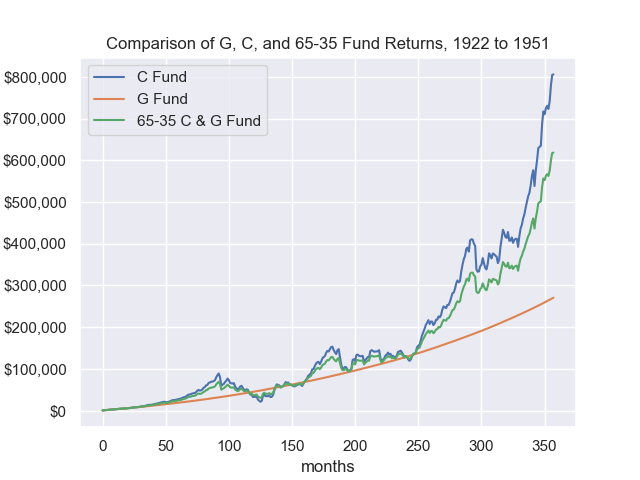 Comparison of G, C, and 65-35 Fund Returns, 1922 to 1951
C Fund
G Fund
65-35 C & G Fund
$800,000
$700,000
$600,000
$500,000
$400,000
$300,000
$200,000
$100,000
$0
0 50 100 150 200 250 300 350
months